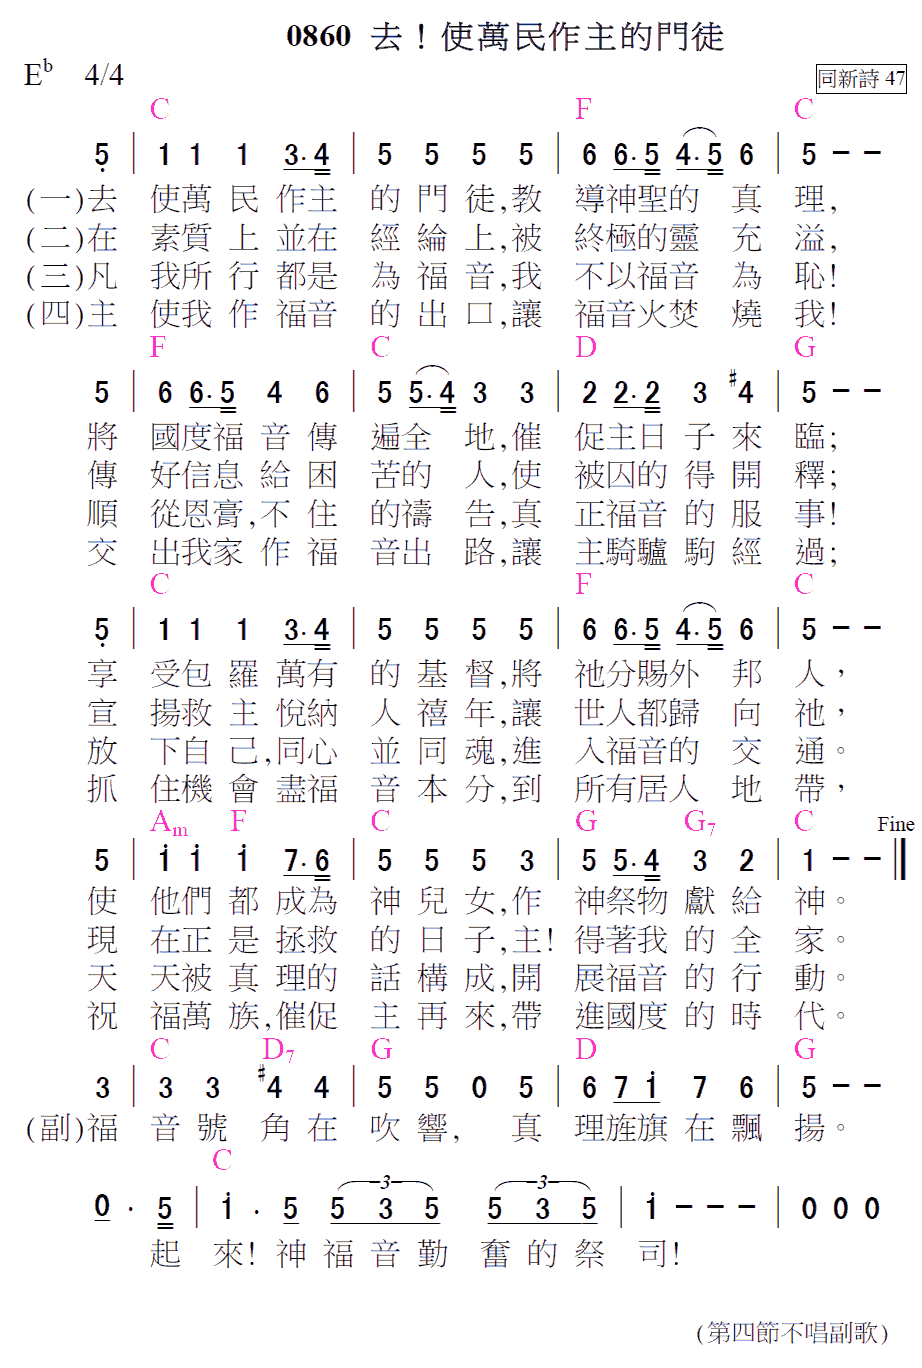 0860 去！使萬民作主的門徒
E♭ 4/4 同新詩 47
C F C
5 | 1 1 1 3·4 | 5 5 5 5 | 6 6·5 4·5 6 | 5 – –
(一)去 使萬民作主 的門徒,教 導神聖的真 理,
(二)在 素質上並在 經綸上,被 終極的靈充 溢,
(三)凡 我所行都是 為福音,我 不以福音為 恥!
(四)主 使我作福音 的出口,讓 福音火焚燒 我!
F C D G
5 | 6 6·5 4 6 | 5 5·4 3 3 | 2 2·2 3 #4 | 5 – –
將 國度福音傳 遍全地,催 促主日子來 臨;
傳 好信息給困 苦的人,使 被囚的得開 釋;
順 從恩膏,不住 的禱告,真 正福音的服 事!
交 出我家作福 音出路,讓 主騎驢駒經 過;
C F C
5 | 1 1 1 3·4 | 5 5 5 5 | 6 6·5 4·5 6 | 5 – –
享 受包羅萬有 的基督,將 祂分賜外邦 人，
宣 揚救主悅納 人禧年,讓 世人都歸向 祂，
放 下自己,同心 並同魂,進 入福音的交 通。
抓 住機會盡福 音本分,到 所有居人地 帶，
Am F C G G7 C Fine
5 | i i i 7·6 | 5 5 5 3 | 5 5·4 3 2 | 1 – – ||
使 他們都成為 神兒女,作 神祭物獻給 神。
現 在正是拯救 的日子,主! 得著我的全 家。
天 天被真理的 話構成,開 展福音的行 動。
祝 福萬族,催促 主再來,帶 進國度的時 代。
C D7 G D G
3 | 3 3 #4 4 | 5 5 0 5 | 6 7 i 7 6 | 5 – –
(副)福 音號角在 吹響, 真 理旌旗在飄 揚。
C
0· 5 | i· 5 5 3 5 5 3 5 | i – – – | 0 0 0
起 來! 神福音勤奮的祭 司!
(第四節不唱副歌)